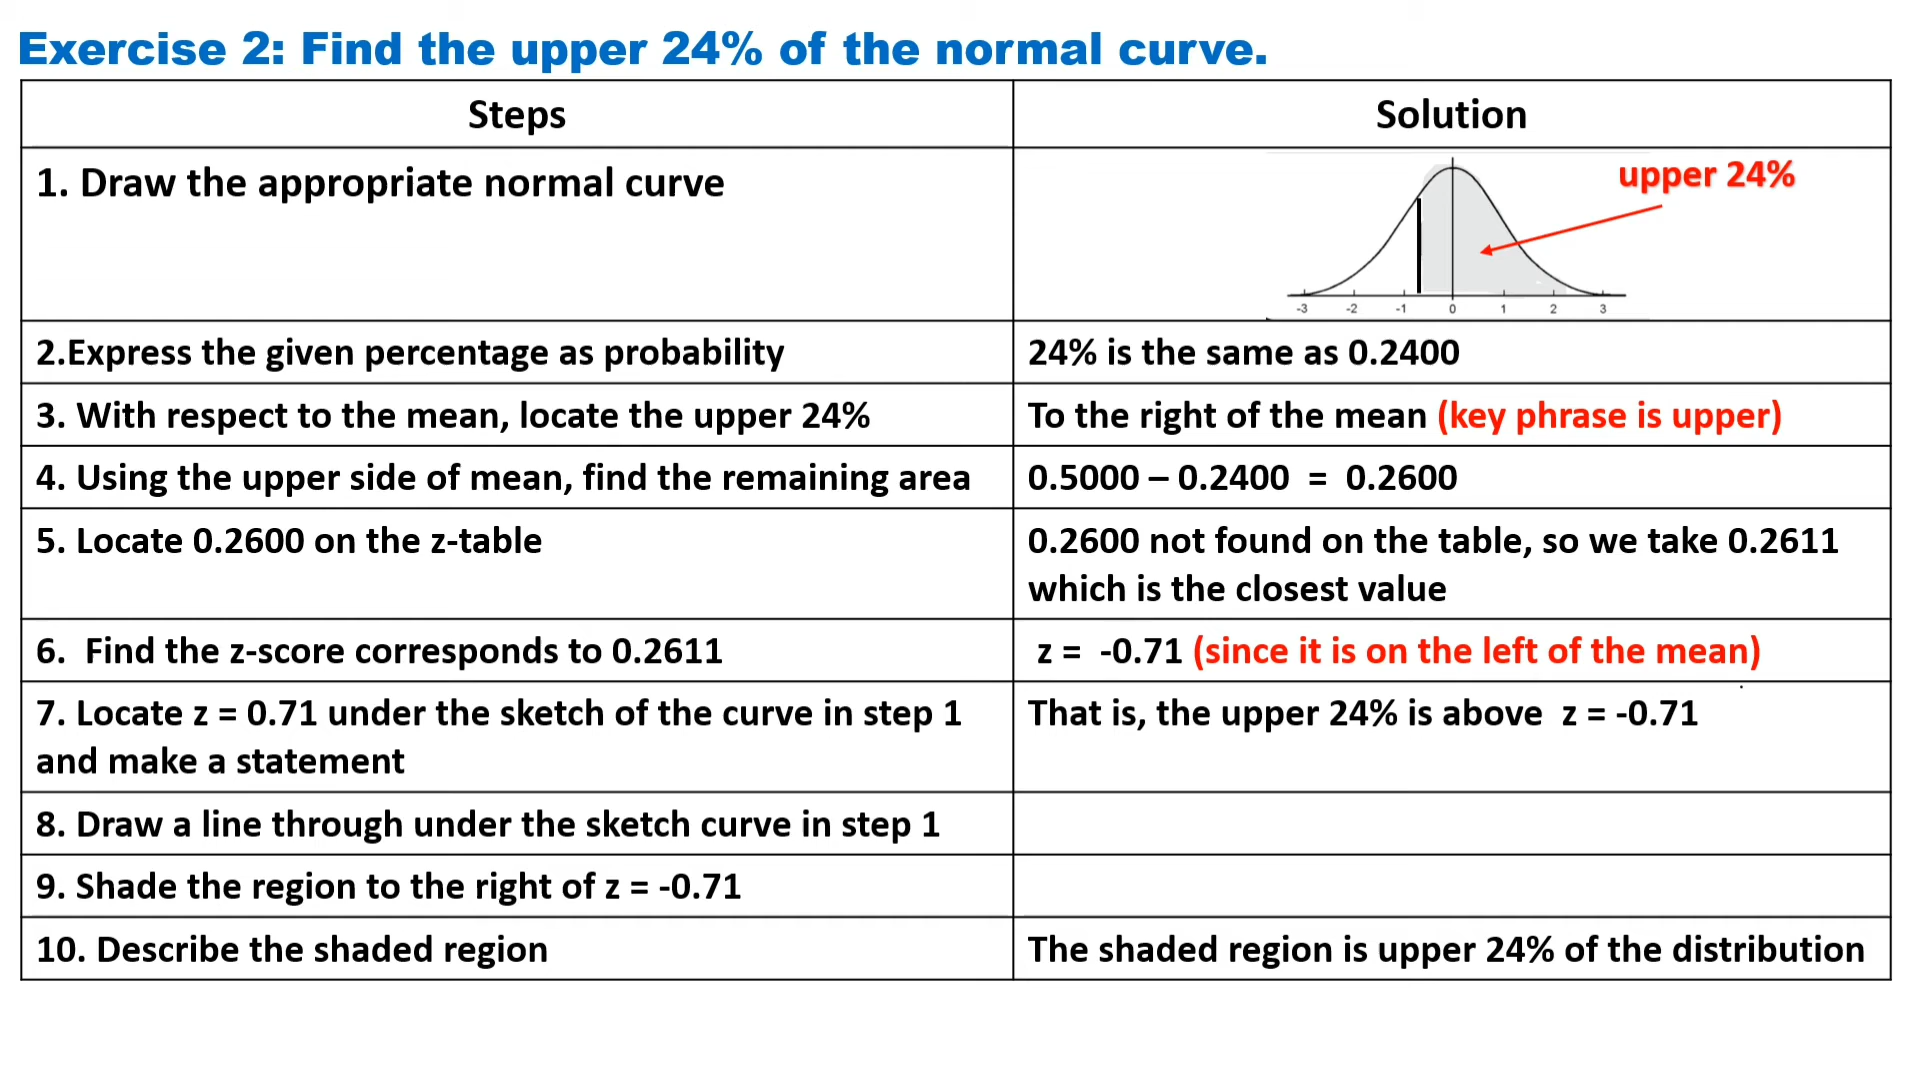 Exercise 2: Find the upper 24% of the normal curve.
Steps
Solution
1. Draw the appropriate normal curve
upper 24%
-3 -2 -1 0 1 2 3
2.Express the given percentage as probability
24% is the same as 0.2400
3. With respect to the mean, locate the upper 24%
To the right of the mean (key phrase is upper)
4. Using the upper side of mean, find the remaining area
0.5000 – 0.2400 = 0.2600
5. Locate 0.2600 on the z-table
0.2600 not found on the table, so we take 0.2611
which is the closest value
6. Find the z-score corresponds to 0.2611
z = -0.71 (since it is on the left of the mean)
7. Locate z = 0.71 under the sketch of the curve in step 1
and make a statement
That is, the upper 24% is above z = -0.71
8. Draw a line through under the sketch curve in step 1
9. Shade the region to the right of z = -0.71
10. Describe the shaded region
The shaded region is upper 24% of the distribution